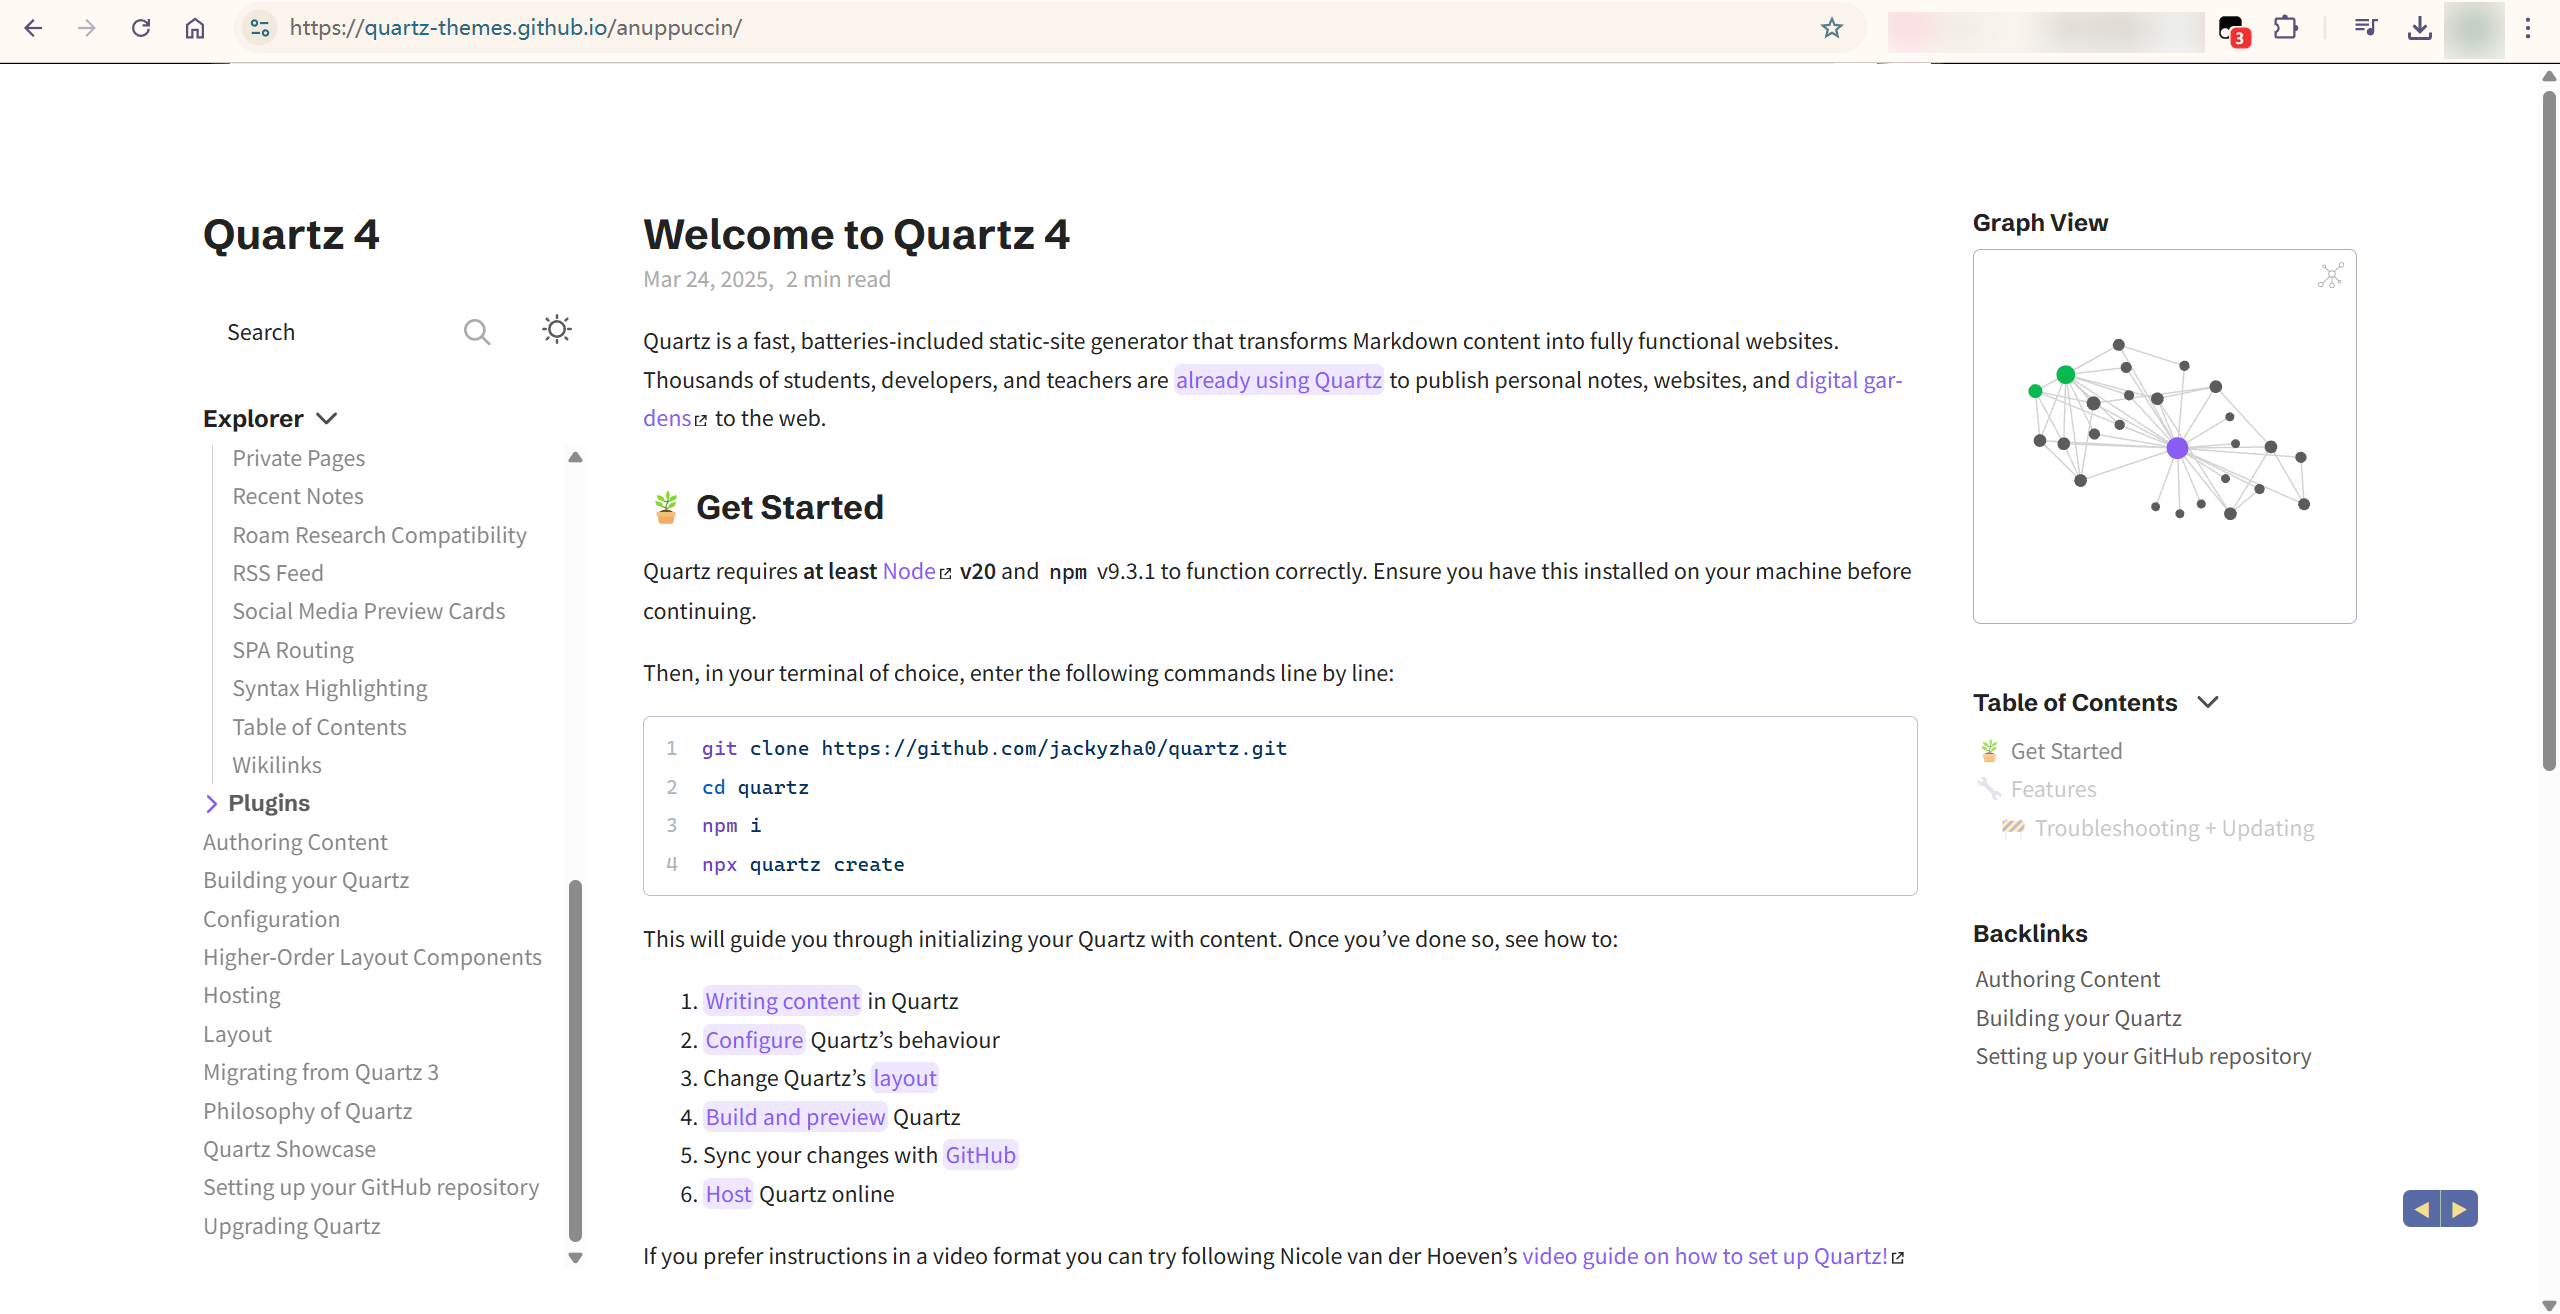 https://quartz-themes.github.io/anuppuccin/
3
Quartz 4
Search
Explorer
Private Pages
Recent Notes
Roam Research Compatibility
RSS Feed
Social Media Preview Cards
SPA Routing
Syntax Highlighting
Table of Contents
Wikilinks
Plugins
Authoring Content
Building your Quartz
Configuration
Higher-Order Layout Components
Hosting
Layout
Migrating from Quartz 3
Philosophy of Quartz
Quartz Showcase
Setting up your GitHub repository
Upgrading Quartz
Welcome to Quartz 4
Mar 24, 2025, 2 min read
Quartz is a fast, batteries-included static-site generator that transforms Markdown content into fully functional websites.
Thousands of students, developers, and teachers are already using Quartz to publish personal notes, websites, and digital gar-
dens to the web.
🪴 Get Started
Quartz requires at least Node v20 and npm v9.3.1 to function correctly. Ensure you have this installed on your machine before
continuing.
Then, in your terminal of choice, enter the following commands line by line:
1 git clone https://github.com/jackyzha0/quartz.git
2 cd quartz
3 npm i
4 npx quartz create
This will guide you through initializing your Quartz with content. Once you’ve done so, see how to:
1. Writing content in Quartz
2. Configure Quartz’s behaviour
3. Change Quartz’s layout
4. Build and preview Quartz
5. Sync your changes with GitHub
6. Host Quartz online
If you prefer instructions in a video format you can try following Nicole van der Hoeven’s video guide on how to set up Quartz!
Graph View
Table of Contents
🪴 Get Started
🔧 Features
🚧 Troubleshooting + Updating
Backlinks
Authoring Content
Building your Quartz
Setting up your GitHub repository